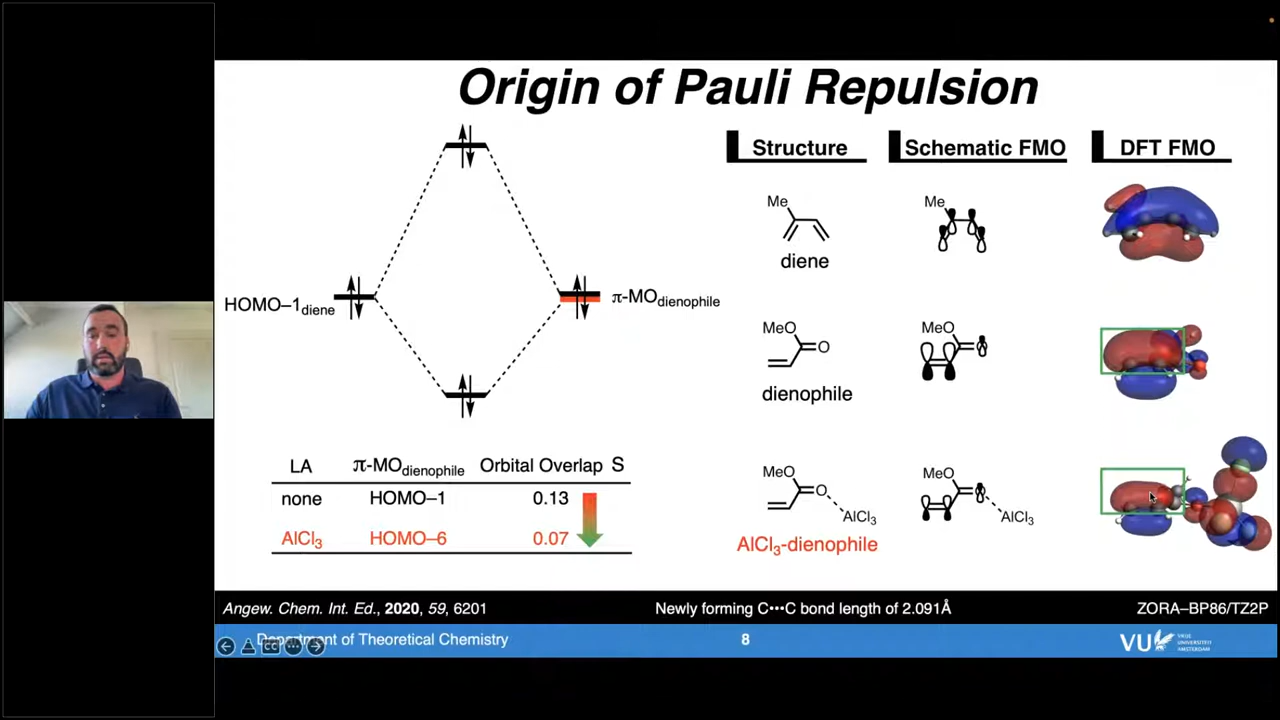 Origin of Pauli Repulsion
HOMO–1diene
π-MOdienophile
LA π-MOdienophile Orbital Overlap S
none HOMO–1 0.13
AlCl3 HOMO–6 0.07
Structure Schematic FMO DFT FMO
Me
diene
Me
MeO
O
dienophile
MeO
MeO
O
AlCl3
AlCl3-dienophile
MeO
AlCl3
Angew. Chem. Int. Ed., 2020, 59, 6201 Newly forming C•••C bond length of 2.091Å ZORA–BP86/TZ2P
Department of Theoretical Chemistry 8 VU VRIJE UNIVERSITEIT AMSTERDAM
CC